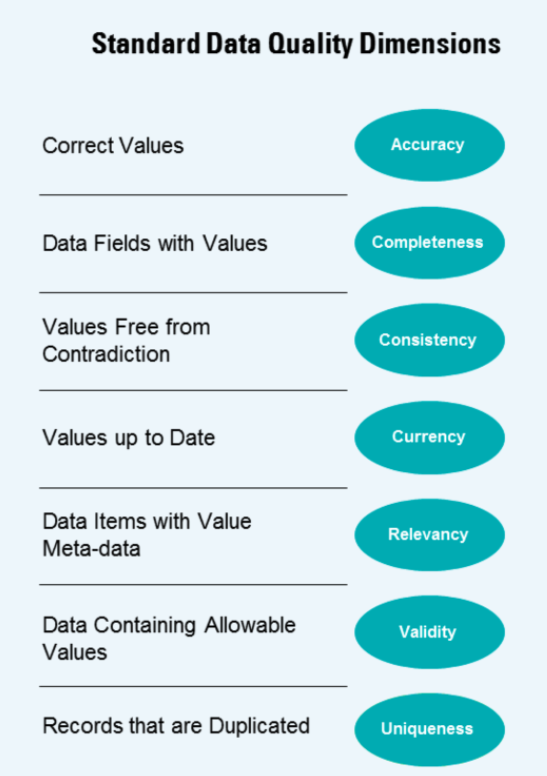 Standard Data Quality Dimensions
Correct Values
Accuracy
Data Fields with Values
Completeness
Values Free from
Contradiction
Consistency
Values up to Date
Currency
Data Items with Value
Meta-data
Relevancy
Data Containing Allowable
Values
Validity
Records that are Duplicated
Uniqueness